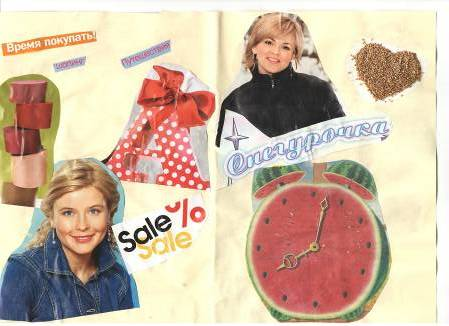 Время покупать!
шопинг
Путешествия
Снегурочка
Sale %
Sale